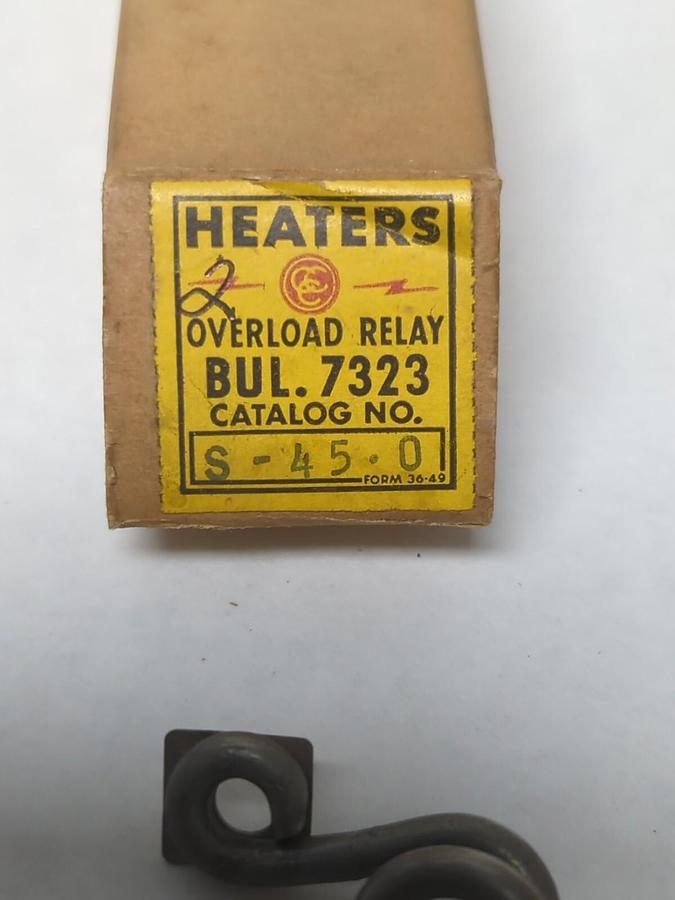 HEATERS
2
OVERLOAD RELAY
BUL. 7323
CATALOG NO.
S - 45.0
FORM 36-49